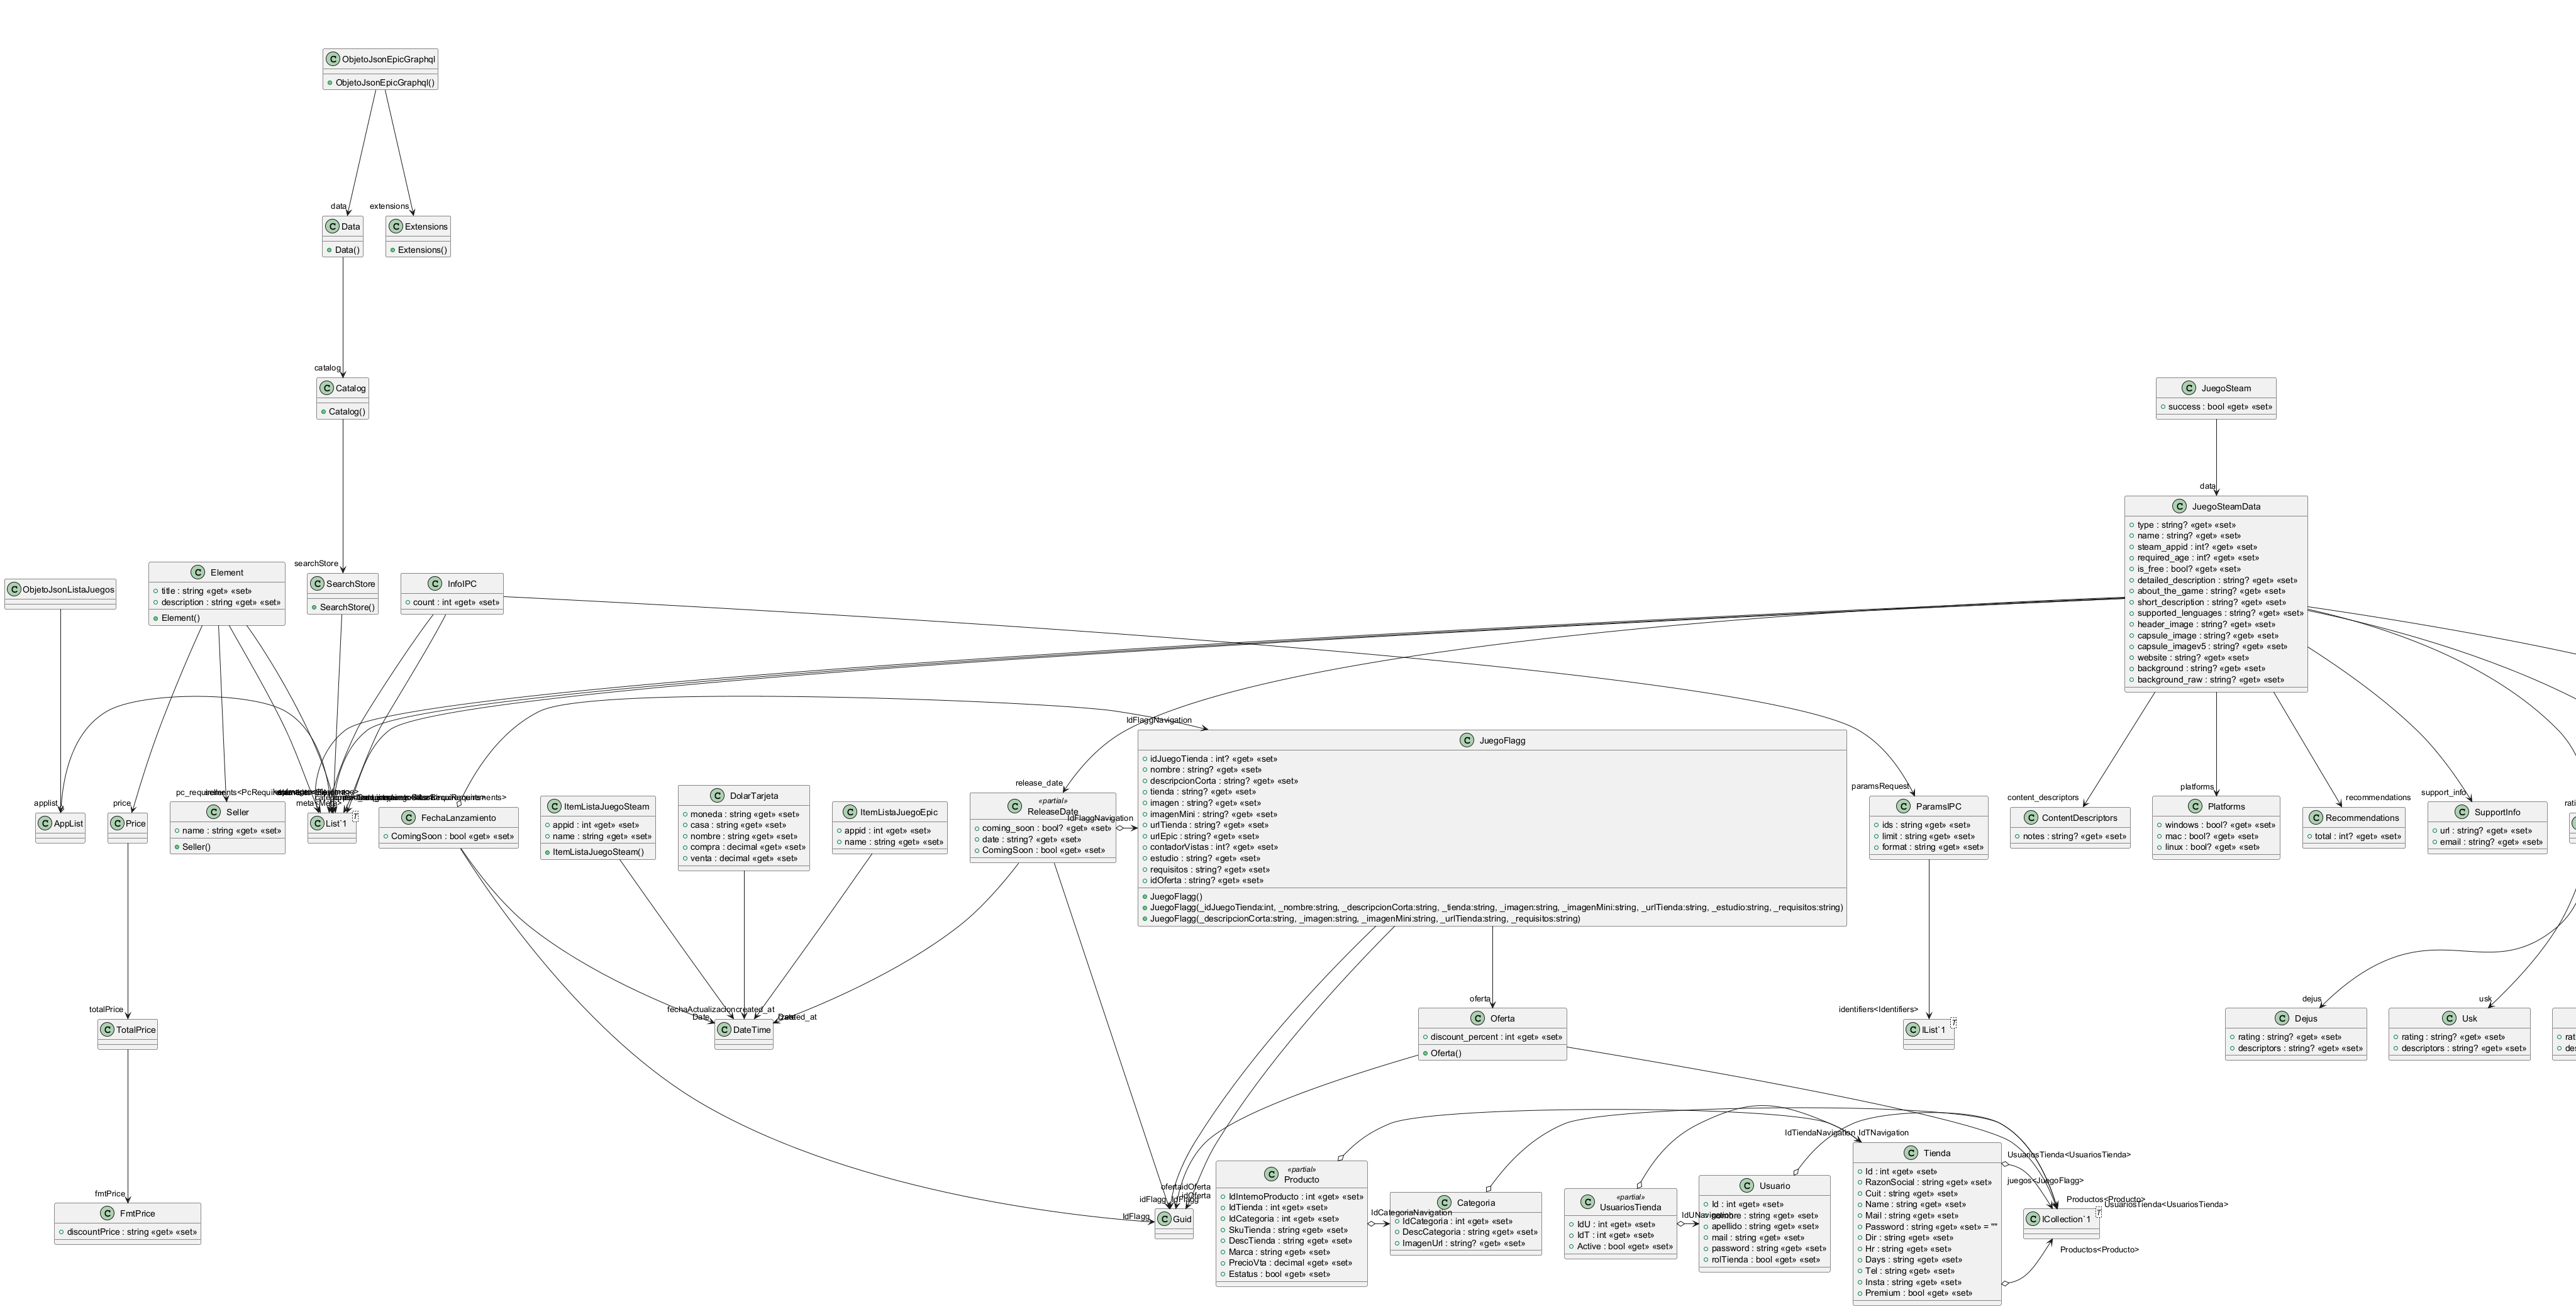 ObjetoJsonEpicGraphql
ObjetoJsonEpicGraphql()
data
extensions
Data
Data()
Extensions
Extensions()
catalog
Catalog
Catalog()
searchStore
SearchStore
SearchStore()
JuegoSteam
success : bool «get» «set»
data
JuegoSteamData
type : string? «get» «set»
name : string? «get» «set»
steam_appid : int? «get» «set»
required_age : int? «get» «set»
is_free : bool? «get» «set»
detailed_description : string? «get» «set»
about_the_game : string? «get» «set»
short_description : string? «get» «set»
supported_lenguages : string? «get» «set»
header_image : string? «get» «set»
capsule_image : string? «get» «set»
capsule_imagev5 : string? «get» «set»
website : string? «get» «set»
background : string? «get» «set»
background_raw : string? «get» «set»
ObjetoJsonListaJuegos
Element
title : string «get» «set»
description : string «get» «set»
Element()
InfoIPC
count : int «get» «set»
applist
AppList
price
Price
Seller
name : string «get» «set»
Seller()
meta<Meta>
List`1
T
FechaLanzamiento
ComingSoon : bool «get» «set»
ItemListaJuegoSteam
appid : int «get» «set»
name : string «get» «set»
ItemListaJuegoSteam()
DolarTarjeta
moneda : string «get» «set»
casa : string «get» «set»
nombre : string «get» «set»
compra : decimal «get» «set»
venta : decimal «get» «set»
ItemListaJuegoEpic
appid : int «get» «set»
name : string «get» «set»
release_date
«partial»
ReleaseDate
coming_soon : bool? «get» «set»
date : string? «get» «set»
ComingSoon : bool «get» «set»
IdFlaggNavigation
IdFlaggNavigation
JuegoFlagg
idJuegoTienda : int? «get» «set»
nombre : string? «get» «set»
descripcionCorta : string? «get» «set»
tienda : string? «get» «set»
imagen : string? «get» «set»
imagenMini : string? «get» «set»
urlTienda : string? «get» «set»
urlEpic : string? «get» «set»
contadorVistas : int? «get» «set»
estudio : string? «get» «set»
requisitos : string? «get» «set»
idOferta : string? «get» «set»
JuegoFlagg()
JuegoFlagg(_idJuegoTienda:int, _nombre:string, _descripcionCorta:string, _tienda:string, _imagen:string, _imagenMini:string, _urlTienda:string, _estudio:string, _requisitos:string)
JuegoFlagg(_descripcionCorta:string, _imagen:string, _imagenMini:string, _urlTienda:string, _requisitos:string)
paramsRequest
ParamsIPC
ids : string «get» «set»
limit : string «get» «set»
format : string «get» «set»
content_descriptors
ContentDescriptors
notes : string? «get» «set»
platforms
Platforms
windows : bool? «get» «set»
mac : bool? «get» «set»
linux : bool? «get» «set»
recommendations
Recommendations
total : int? «get» «set»
support_info
SupportInfo
url : string? «get» «set»
email : string? «get» «set»
totalPrice
TotalPrice
fechaActualizacion
created_at
Date
DateTime
oferta
Oferta
discount_percent : int «get» «set»
Oferta()
identifiers<Identifiers>
IList`1
T
dejus
Dejus
rating : string? «get» «set»
descriptors : string? «get» «set»
usk
Usk
rating : string? «get» «set»
descriptors : string? «get» «set»
fmtPrice
FmtPrice
discountPrice : string «get» «set»
IdFlagg
idFlagg
idOferta
Guid
«partial»
Producto
IdInternoProducto : int «get» «set»
IdTienda : int «get» «set»
IdCategoria : int «get» «set»
SkuTienda : string «get» «set»
DescTienda : string «get» «set»
Marca : string «get» «set»
PrecioVta : decimal «get» «set»
Estatus : bool «get» «set»
IdCategoriaNavigation
Categoria
IdCategoria : int «get» «set»
DescCategoria : string «get» «set»
ImagenUrl : string? «get» «set»
«partial»
UsuariosTienda
IdU : int «get» «set»
IdT : int «get» «set»
Active : bool «get» «set»
IdUNavigation
Usuario
Id : int «get» «set»
nombre : string «get» «set»
apellido : string «get» «set»
mail : string «get» «set»
password : string «get» «set»
rolTienda : bool «get» «set»
IdTiendaNavigation
IdTNavigation
Tienda
Id : int «get» «set»
RazonSocial : string «get» «set»
Cuit : string «get» «set»
Name : string «get» «set»
Mail : string «get» «set»
Password : string «get» «set» = ""
Dir : string «get» «set»
Hr : string «get» «set»
Days : string «get» «set»
Tel : string «get» «set»
Insta : string «get» «set»
Premium : bool «get» «set»
UsuariosTienda<UsuariosTienda>
juegos<JuegoFlagg>
Productos<Producto>
UsuariosTienda<UsuariosTienda>
ICollection`1
T
Productos<Producto>